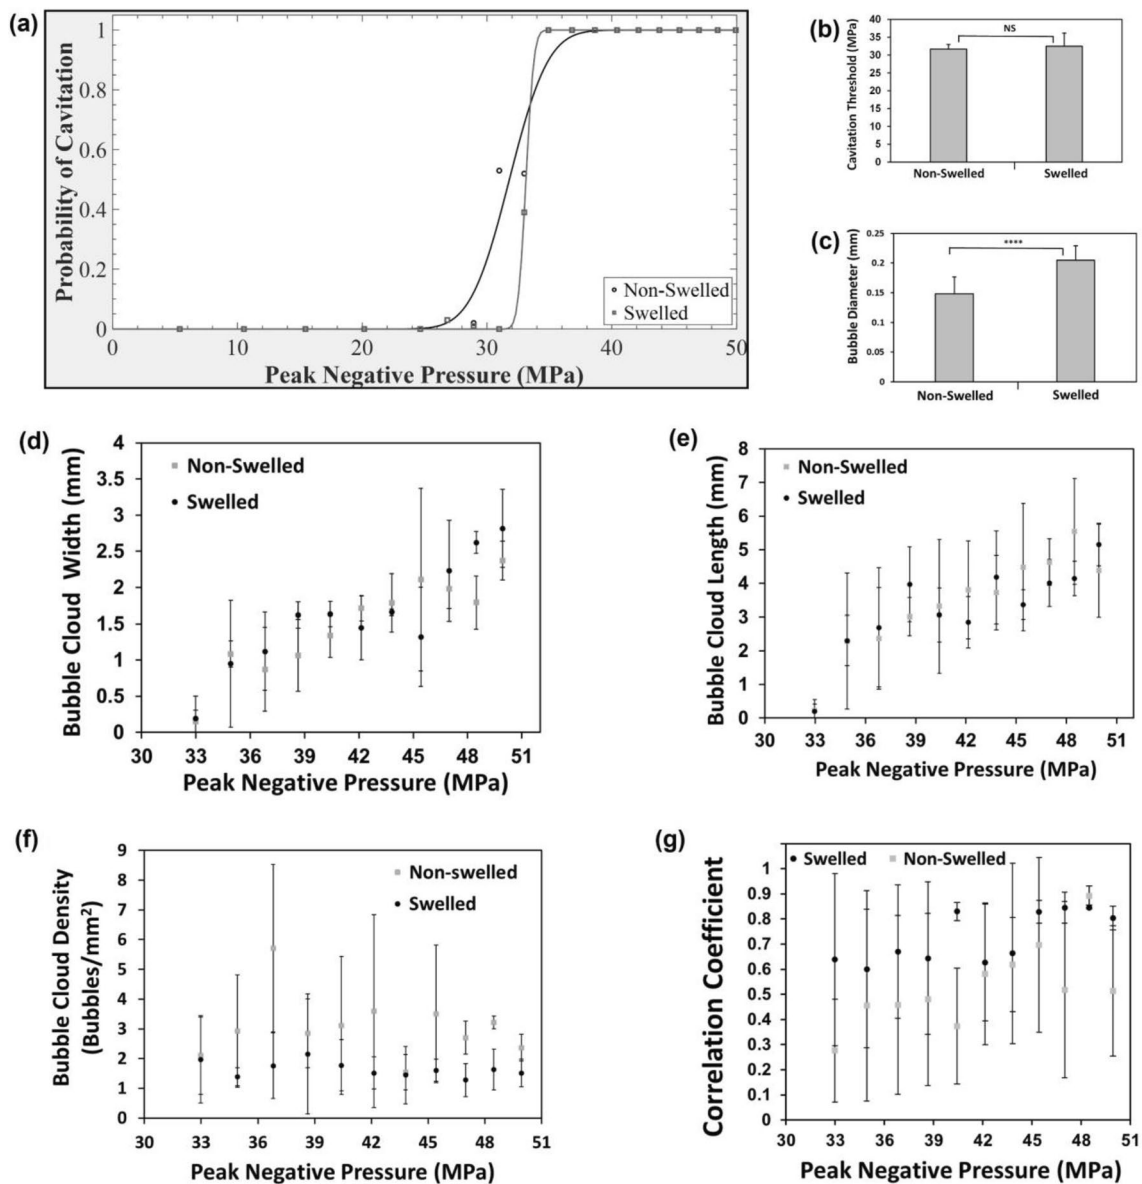 (a)
Probability of Cavitation
1
0.8
0.6
0.4
0.2
0
0
10
20
30
40
50
Non-Swelled
Swelled
Peak Negative Pressure (MPa)
(b)
Cavitation Threshold (MPa)
40
35
30
25
20
15
10
5
0
NS
Non-Swelled
Swelled
(c)
Bubble Diameter (mm)
0.25
0.2
0.15
0.1
0.05
0
****
Non-Swelled
Swelled
(d)
Bubble Cloud Width (mm)
4
3.5
3
2.5
2
1.5
1
0.5
0
Non-Swelled
Swelled
30 33 36 39 42 45 48 51
Peak Negative Pressure (MPa)
(e)
Bubble Cloud Length (mm)
8
7
6
5
4
3
2
1
0
Non-Swelled
Swelled
30 33 36 39 42 45 48 51
Peak Negative Pressure (MPa)
(f)
Bubble Cloud Density
(Bubbles/mm²)
9
8
7
6
5
4
3
2
1
0
Non-swelled
Swelled
30 33 36 39 42 45 48 51
Peak Negative Pressure (MPa)
(g)
Correlation Coefficient
1
0.9
0.8
0.7
0.6
0.5
0.4
0.3
0.2
0.1
0
Swelled Non-Swelled
30 33 36 39 42 45 48 51
Peak Negative Pressure (MPa)